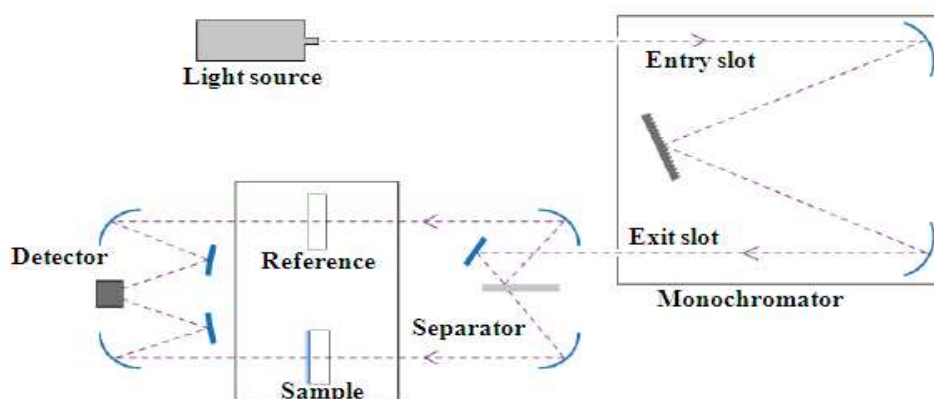 Light source
Entry slot
Exit slot
Monochromator
Detector
Reference
Separator
Sample